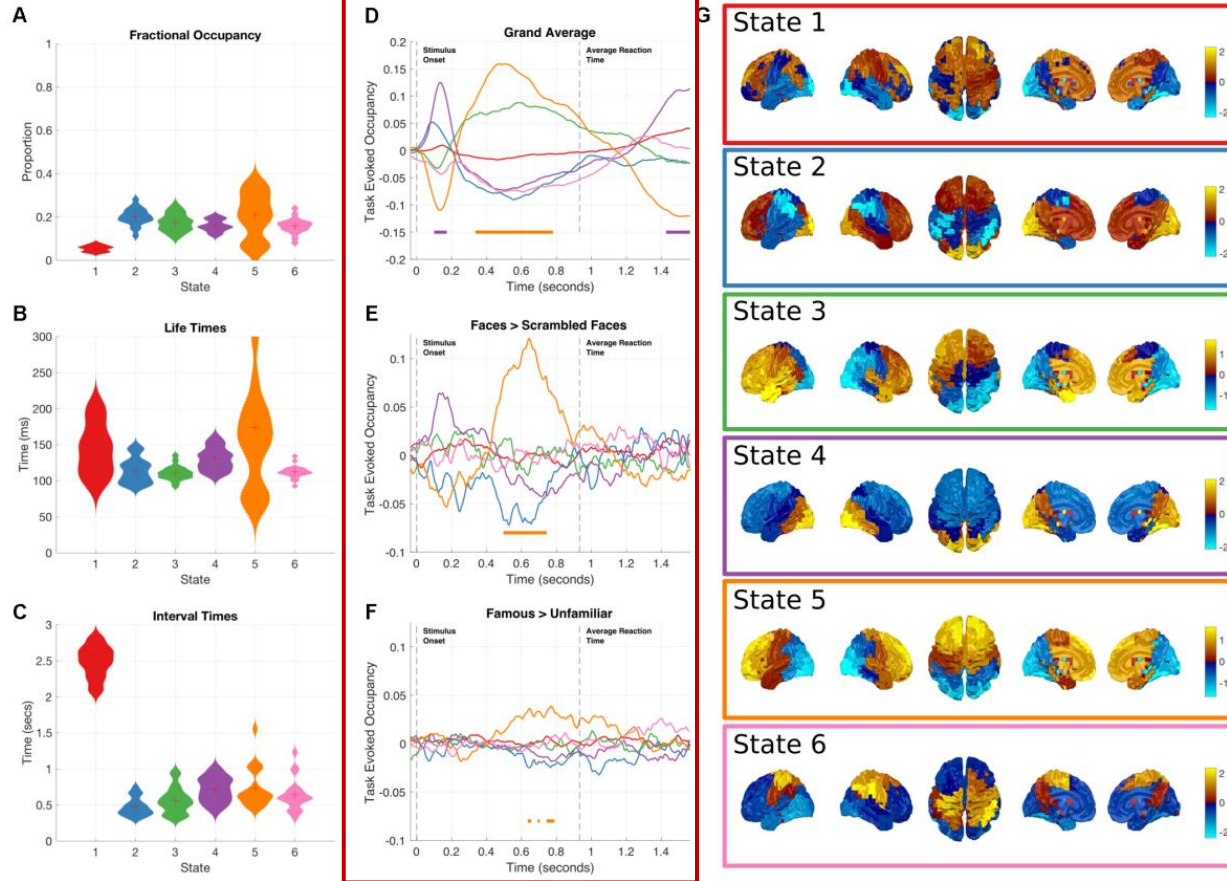 A
Fractional Occupancy
1
0.8
0.6
0.4
0.2
0
Proportion
1 2 3 4 5 6
State
B
Life Times
300
250
200
150
100
50
0
Time (ms)
1 2 3 4 5 6
State
C
Interval Times
3
2.5
2
1.5
1
0.5
0
Time (secs)
1 2 3 4 5 6
State
D
Grand Average
0.2
0.15
0.1
0.05
0
-0.05
-0.1
-0.15
-0.2
Task Evoked Occupancy
Stimulus
Onset
Average Reaction
Time
0 0.2 0.4 0.6 0.8 1 1.2 1.4
Time (seconds)
E
Faces > Scrambled Faces
0.1
0.05
0
-0.05
-0.1
Task Evoked Occupancy
Stimulus
Onset
Average Reaction
Time
0 0.2 0.4 0.6 0.8 1 1.2 1.4
Time (seconds)
F
Famous > Unfamiliar
0.1
0.05
0
-0.05
-0.1
Task Evoked Occupancy
Stimulus
Onset
Average Reaction
Time
0 0.2 0.4 0.6 0.8 1 1.2 1.4
Time (seconds)
G
State 1
2
1
0
-1
-2
State 2
2
1
0
-1
-2
State 3
1
0
-1
State 4
2
1
0
-1
-2
State 5
1
0
-1
State 6
2
1
0
-1
-2